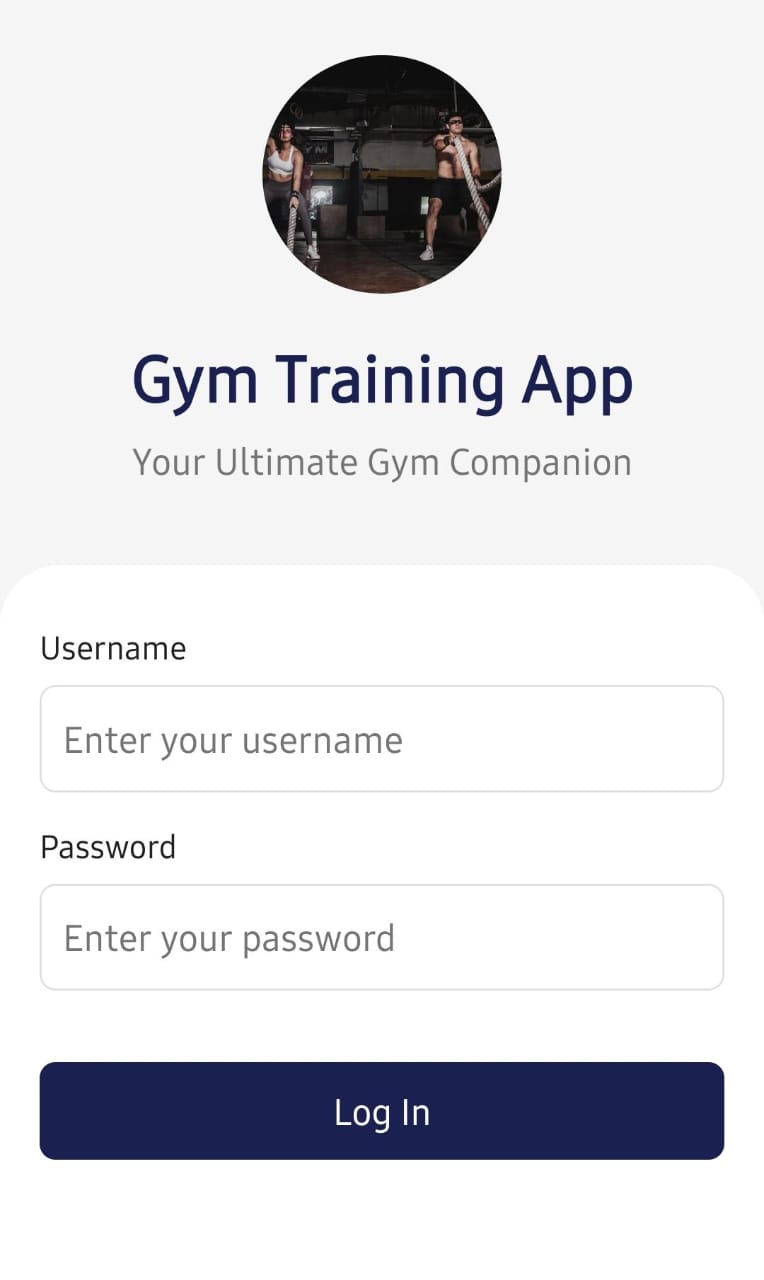 Gym Training App
Your Ultimate Gym Companion
Username
Enter your username
Password
Enter your password
Log In